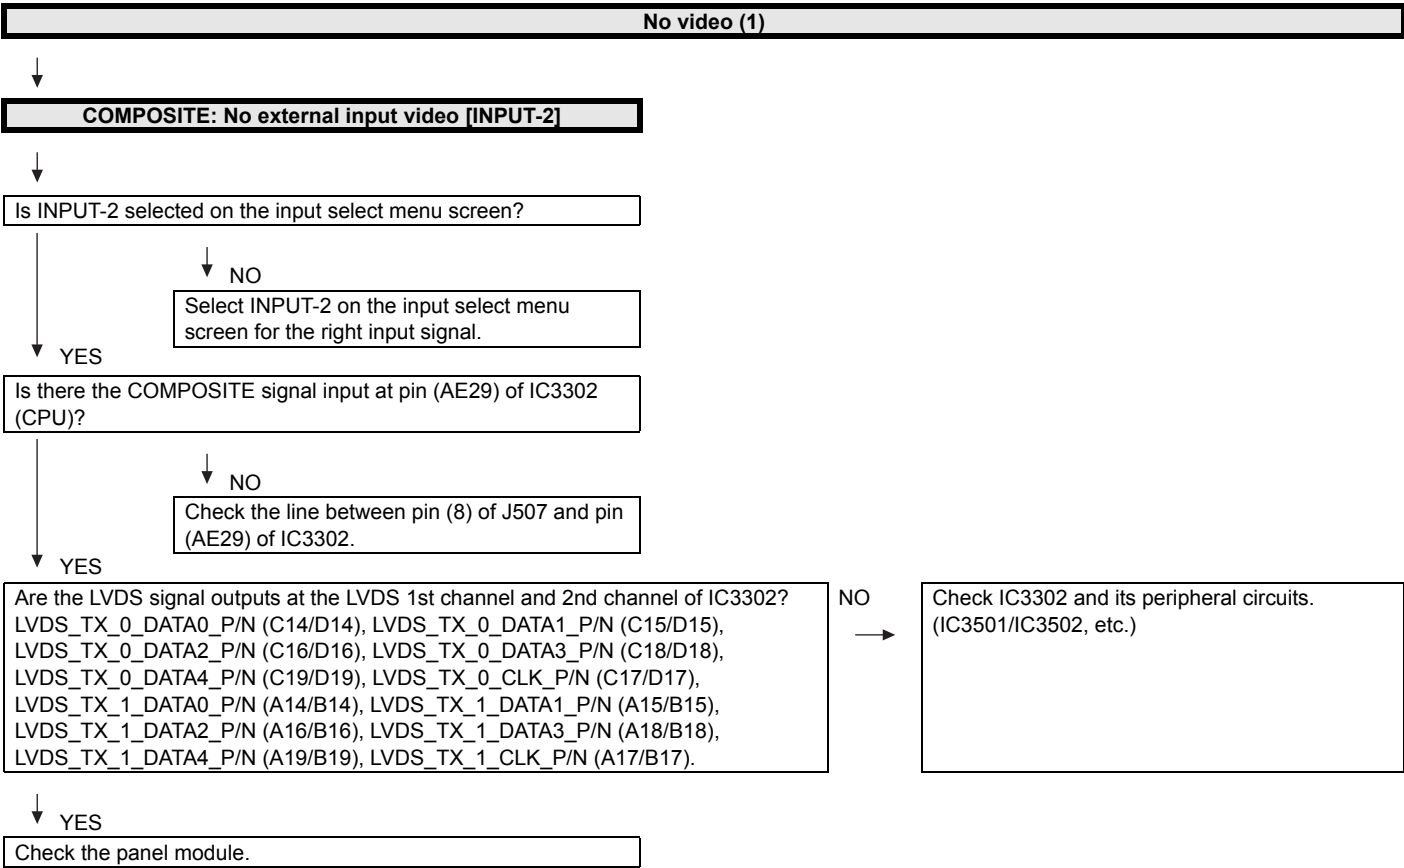 No video (1)
COMPOSITE: No external input video [INPUT-2]
Is INPUT-2 selected on the input select menu screen?
NO
Select INPUT-2 on the input select menu
screen for the right input signal.
YES
Is there the COMPOSITE signal input at pin (AE29) of IC3302
(CPU)?
NO
Check the line between pin (8) of J507 and pin
(AE29) of IC3302.
YES
Are the LVDS signal outputs at the LVDS 1st channel and 2nd channel of IC3302?
LVDS_TX_0_DATA0_P/N (C14/D14), LVDS_TX_0_DATA1_P/N (C15/D15),
LVDS_TX_0_DATA2_P/N (C16/D16), LVDS_TX_0_DATA3_P/N (C18/D18),
LVDS_TX_0_DATA4_P/N (C19/D19), LVDS_TX_0_CLK_P/N (C17/D17),
LVDS_TX_1_DATA0_P/N (A14/B14), LVDS_TX_1_DATA1_P/N (A15/B15),
LVDS_TX_1_DATA2_P/N (A16/B16), LVDS_TX_1_DATA3_P/N (A18/B18),
LVDS_TX_1_DATA4_P/N (A19/B19), LVDS_TX_1_CLK_P/N (A17/B17).
NO
Check IC3302 and its peripheral circuits.
(IC3501/IC3502, etc.)
YES
Check the panel module.